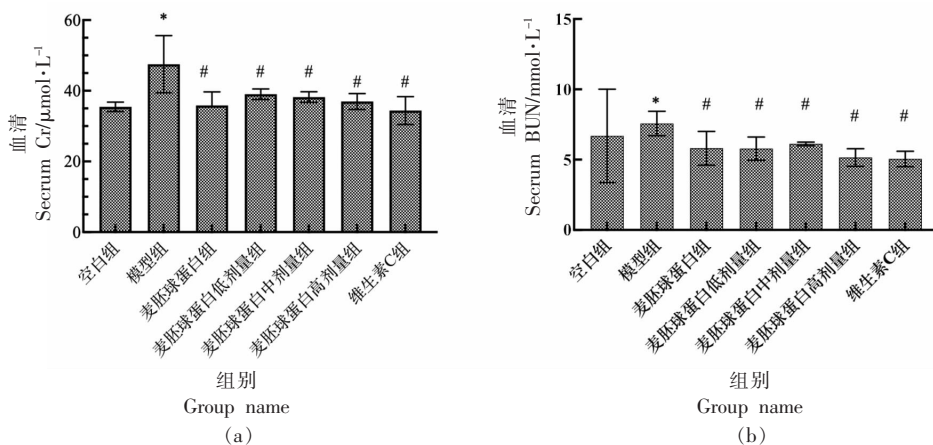 血清
Secrum Cr/μmol·L⁻¹
60
40
20
0
*
#
#
#
#
#
空白组
模型组
麦胚球蛋白组
麦胚球蛋白低剂量组
麦胚球蛋白中剂量组
麦胚球蛋白高剂量组
维生素C组
组别
Group name
(a)
血清
Secrum BUN/mmol·L⁻¹
15
10
5
0
*
#
#
#
#
#
空白组
模型组
麦胚球蛋白组
麦胚球蛋白低剂量组
麦胚球蛋白中剂量组
麦胚球蛋白高剂量组
维生素C组
组别
Group name
(b)